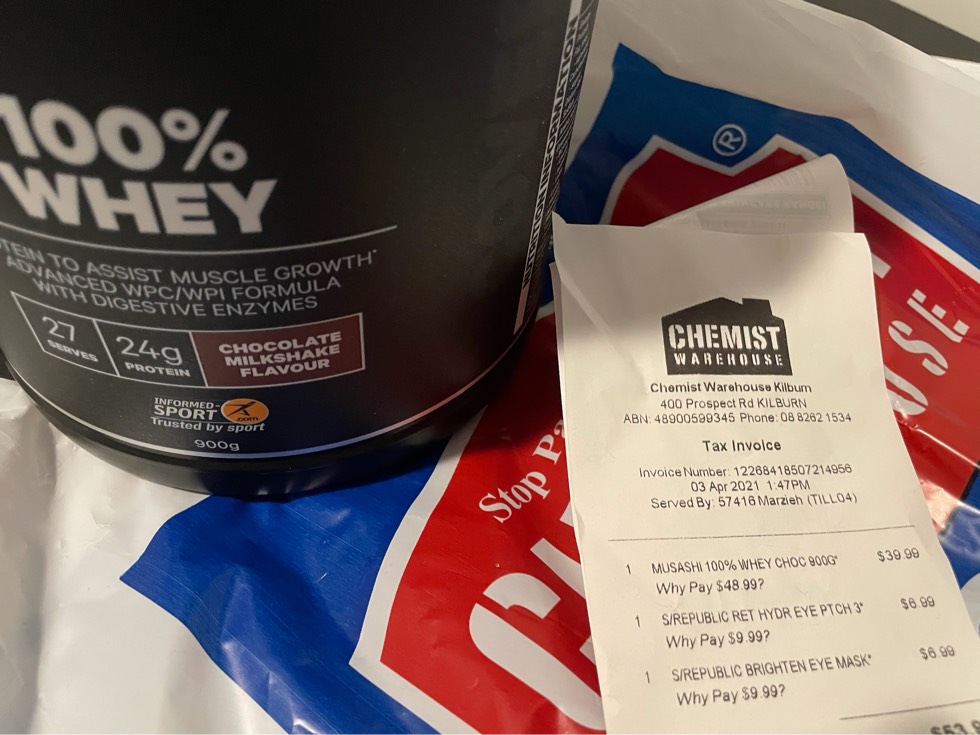 100%
WHEY
TO ASSIST MUSCLE GROWTH*
ADVANCED WPC/WPI FORMULA
WITH DIGESTIVE ENZYMES
27
SERVES
24g
PROTEIN
CHOCOLATE
MILKSHAKE
FLAVOUR
INFORMED-
SPORT
.com
Trusted by sport
900g
NUTRITION INFORMATION
®
Stop
CHEMIST
WAREHOUSE
Chemist Warehouse Kilburn
400 Prospect Rd KILBURN
ABN: 48900599345 Phone: 08 8262 1534
Tax Invoice
Invoice Number: 12268418507214956
03 Apr 2021 1:47PM
Served By: 57416 Marzieh (TILL04)
1 MUSASHI 100% WHEY CHOC 900G* $39.99
Why Pay $48.99?
1 S/REPUBLIC RET HYDR EYE PTCH 3* $6.99
Why Pay $9.99?
1 S/REPUBLIC BRIGHTEN EYE MASK* $6.99
Why Pay $9.99?